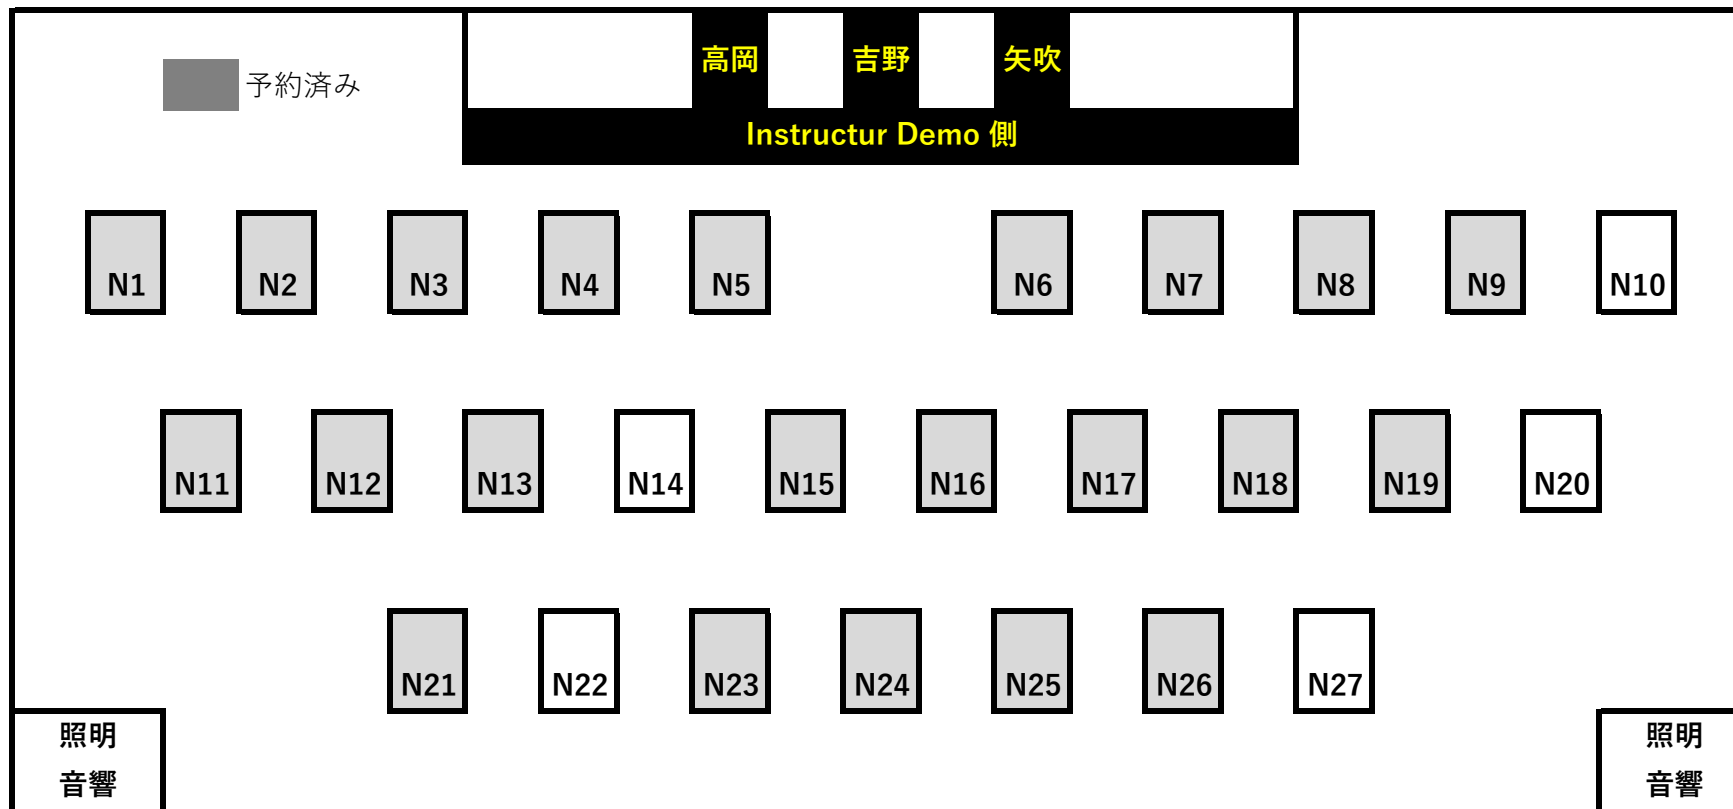 高岡 吉野 矢吹
予約済み
Instructur Demo 側
N1 N2 N3 N4 N5 N6 N7 N8 N9 N10
N11 N12 N13 N14 N15 N16 N17 N18 N19 N20
N21 N22 N23 N24 N25 N26 N27
照明 照明
音響 音響